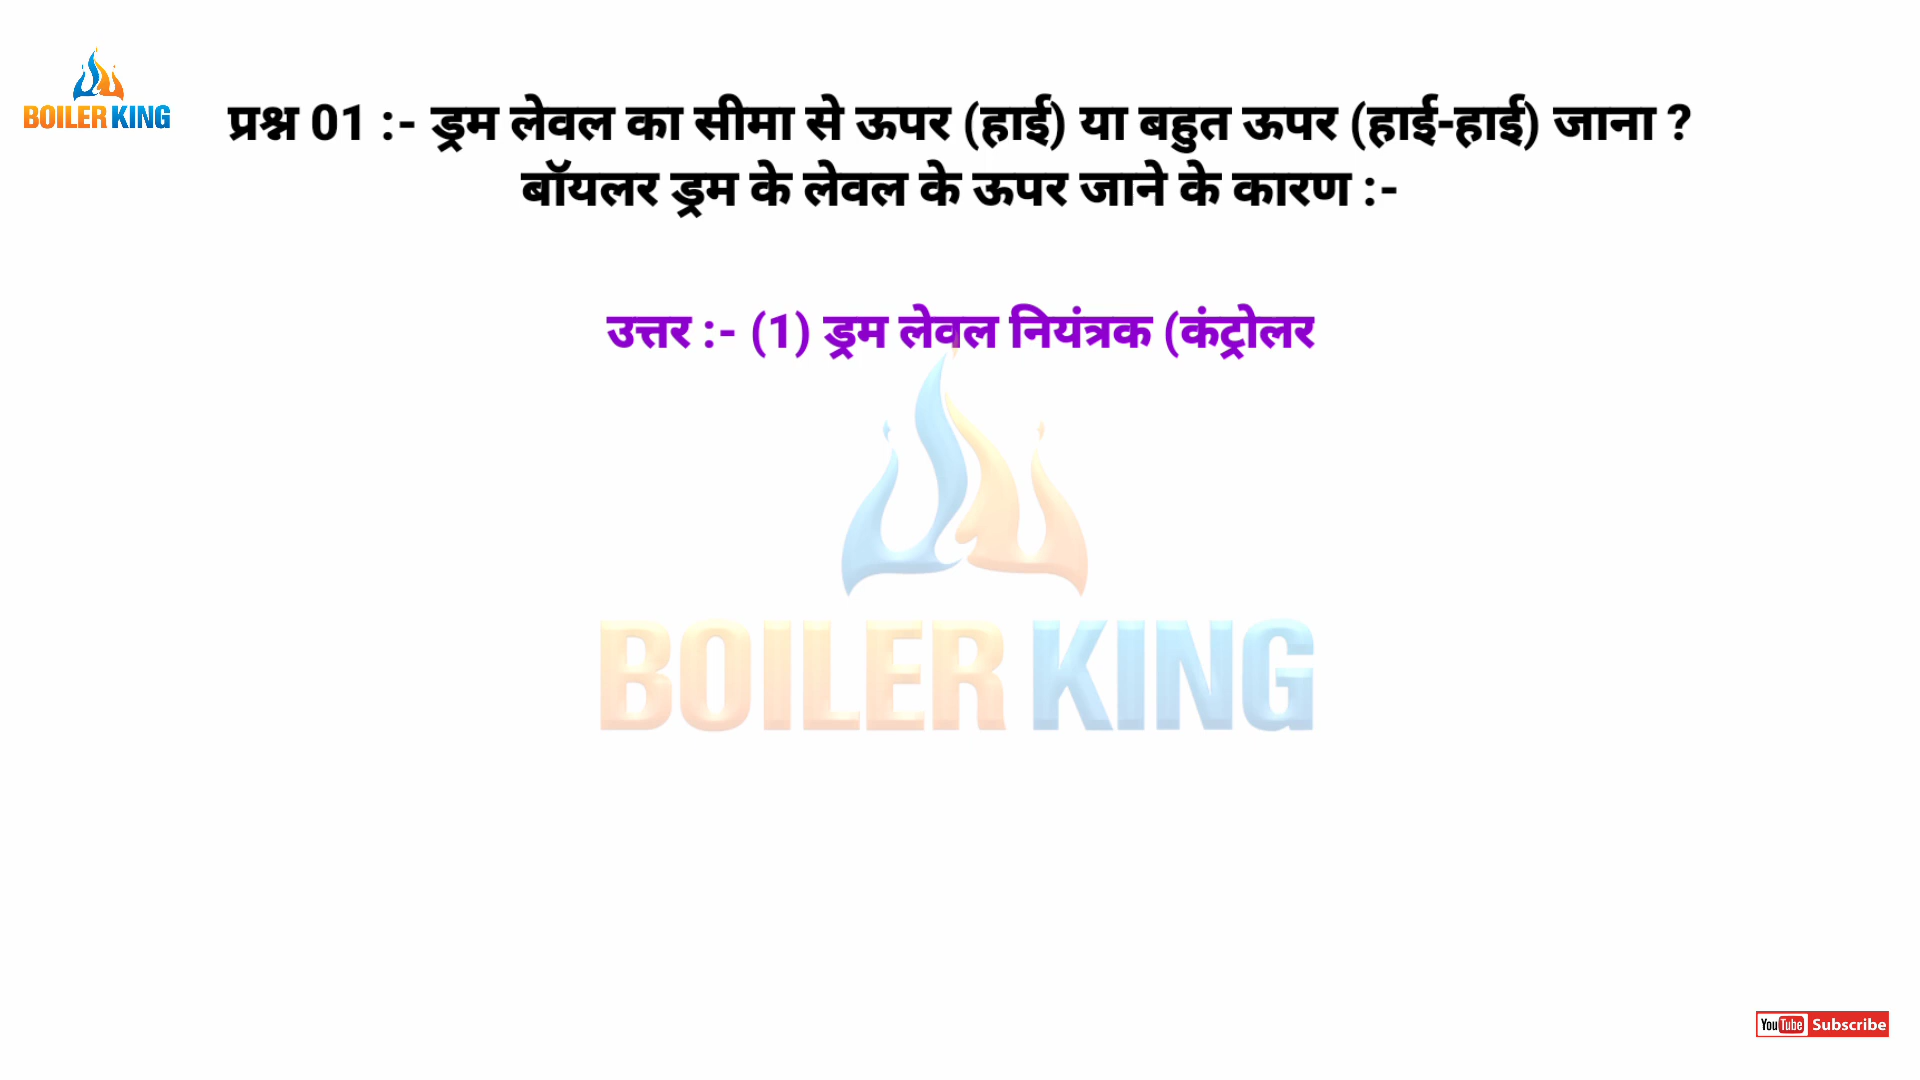 BOILER KING
प्रश्न 01 :- ड्रम लेवल का सीमा से ऊपर (हाई) या बहुत ऊपर (हाई-हाई) जाना ?
बॉयलर ड्रम के लेवल के ऊपर जाने के कारण :-
उत्तर :- (1) ड्रम लेवल नियंत्रक (कंट्रोलर
BOILER KING
YouTube Subscribe